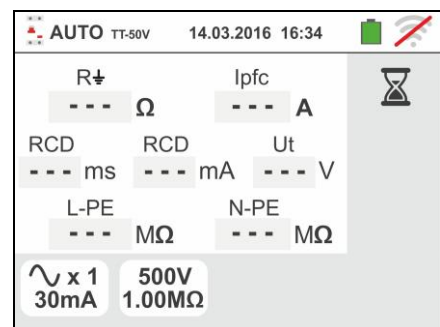 AUTO TT-50V 14.03.2016 16:34
R⏚ Ipfc
- - - Ω - - - A
RCD RCD Ut
- - - ms - - - mA - - - V
L-PE N-PE
- - - MΩ - - - MΩ
∿ x 1 500V
30mA 1.00MΩ